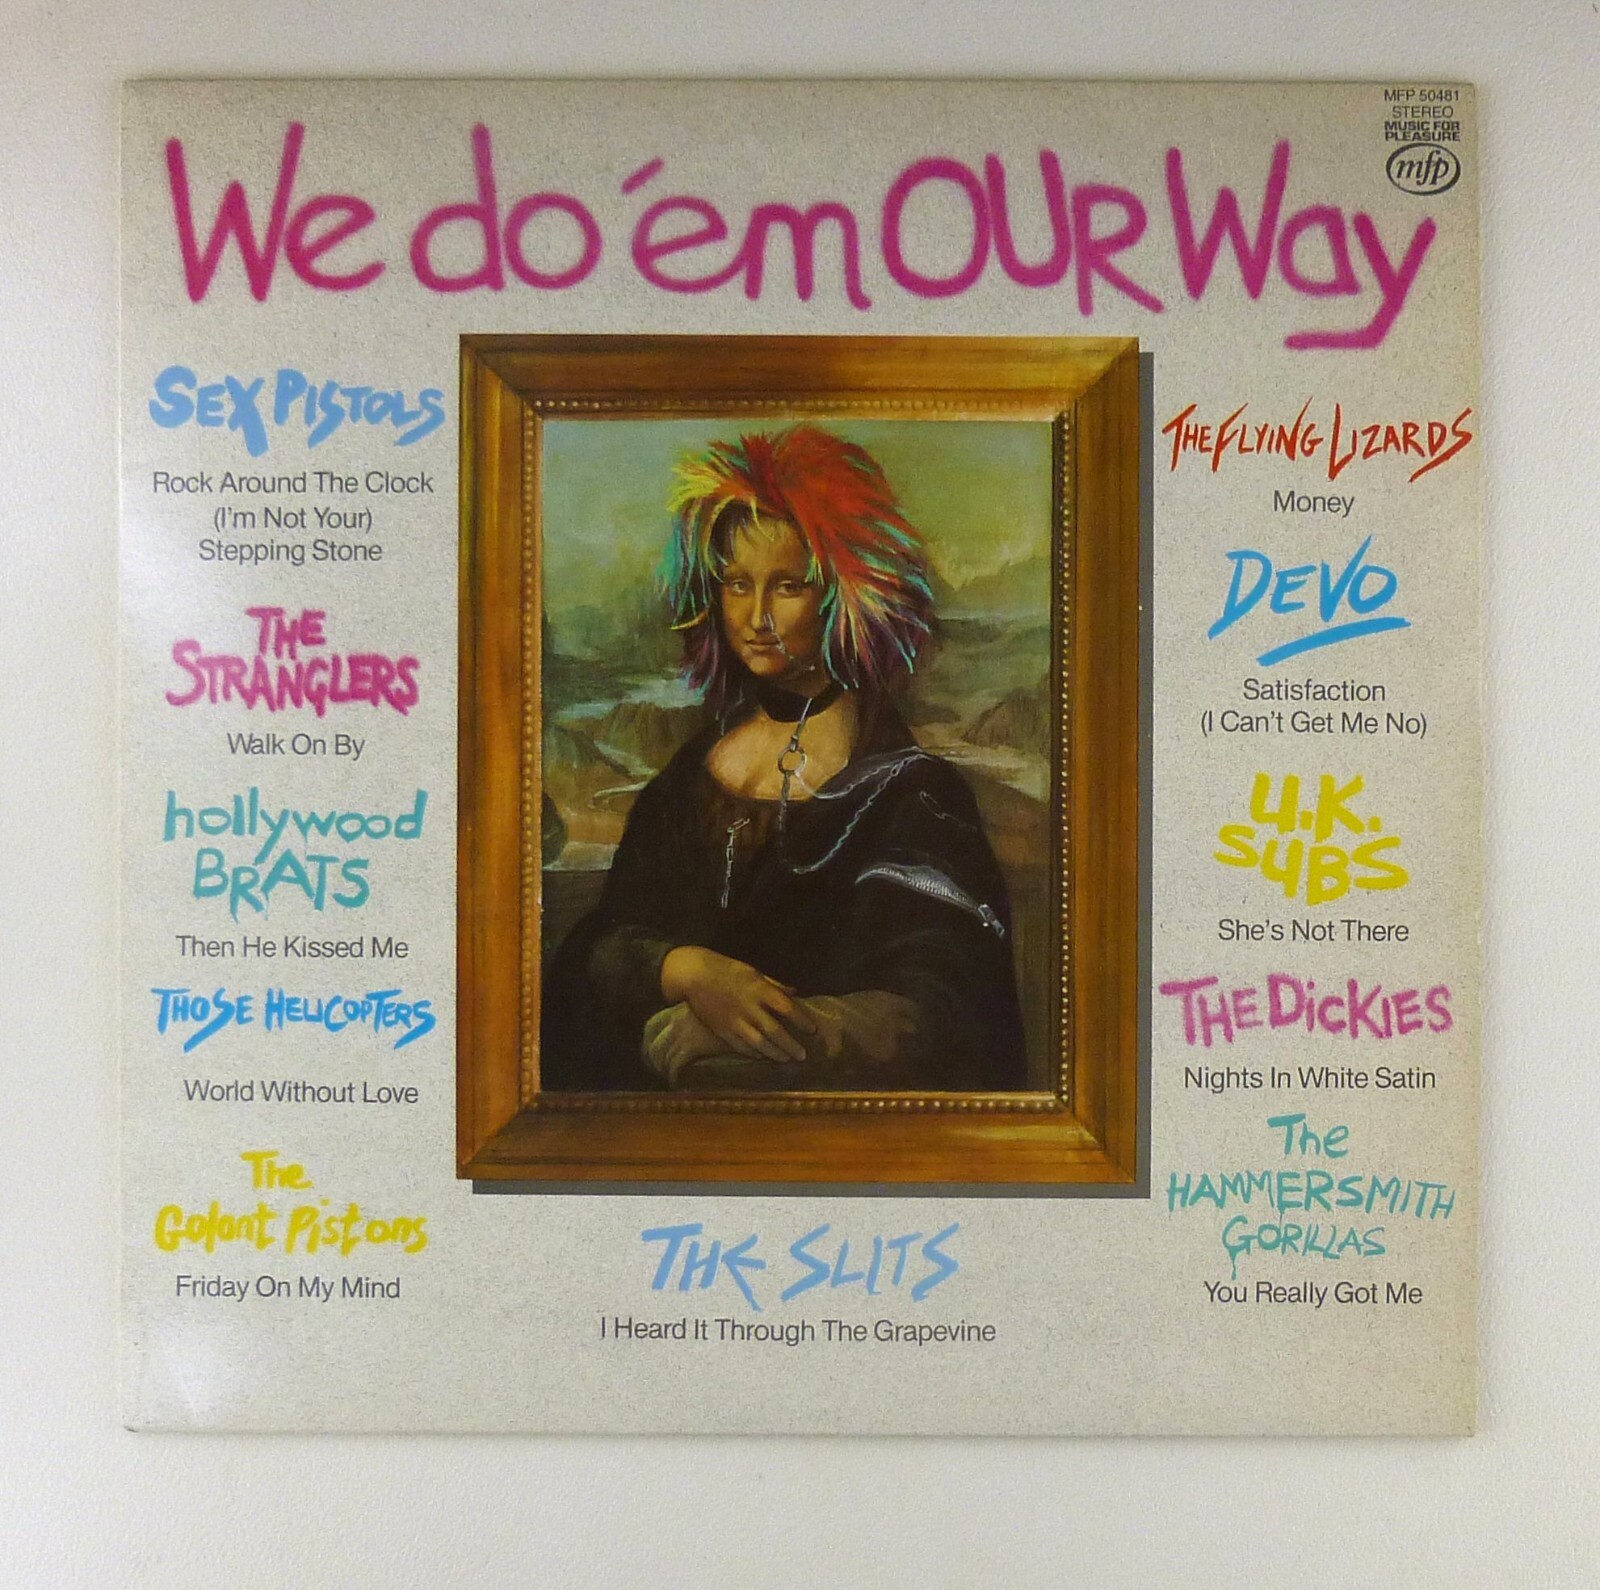 MFP 50481
STEREO
MUSIC FOR
PLEASURE
mfp
We do 'em OUR Way
SEX PISTOLS
Rock Around The Clock
(I'm Not Your)
Stepping Stone
THE
STRANGLERS
Walk On By
hollywood
BRATS
Then He Kissed Me
THOSE HELICOPTERS
World Without Love
The
Golant Pistons
Friday On My Mind
THE SLITS
I Heard It Through The Grapevine
THE FLYING LIZARDS
Money
DEVO
Satisfaction
(I Can't Get Me No)
U.K.
SUBS
She's Not There
THE DICKIES
Nights In White Satin
The
HAMMERSMITH
GORILLAS
You Really Got Me